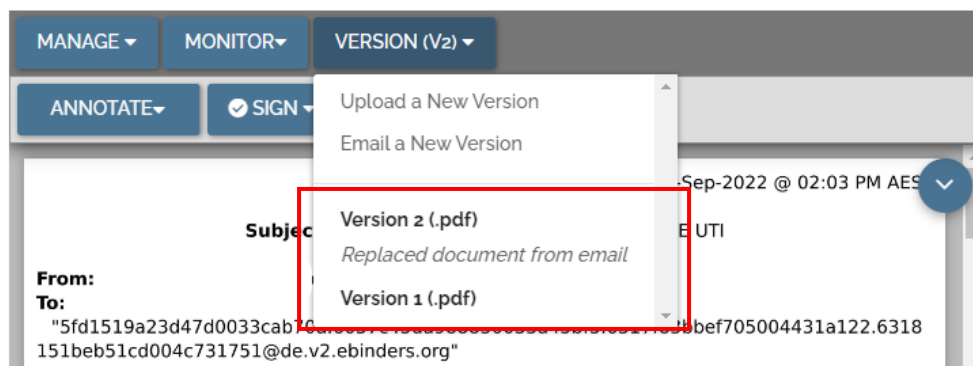 MANAGE MONITOR VERSION (V2)
ANNOTATE SIGN
Upload a New Version
Email a New Version
-Sep-2022 @ 02:03 PM AES
Version 2 (.pdf)
Subjec E UTI
Replaced document from email
From:
Version 1 (.pdf)
To:
"5fd1519a23d47d0033cab70 bbef705004431a122.6318
151beb51cd004c731751@de.v2.ebinders.org"